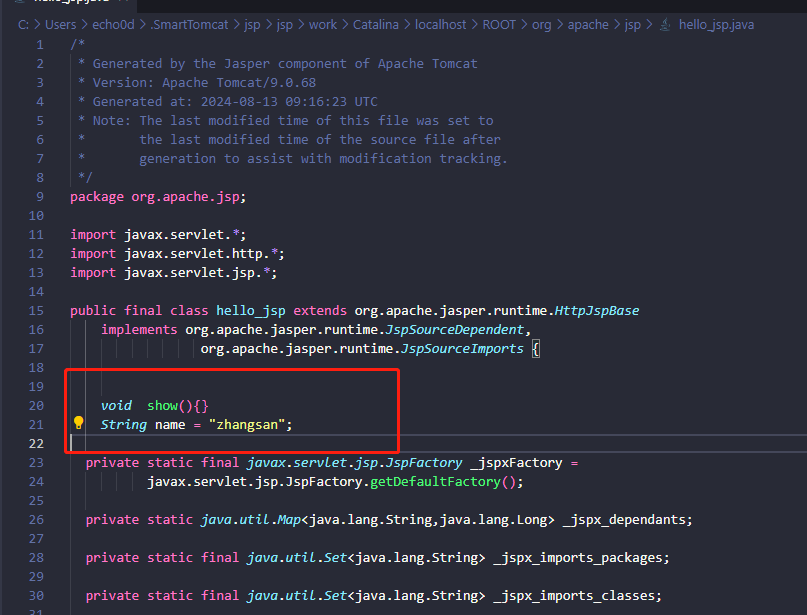 hello_jsp.java
C: > Users > echo0d > .SmartTomcat > jsp > jsp > work > Catalina > localhost > ROOT > org > apache > jsp > hello_jsp.java
1 /*
2  * Generated by the Jasper component of Apache Tomcat
3  * Version: Apache Tomcat/9.0.68
4  * Generated at: 2024-08-13 09:16:23 UTC
5  * Note: The last modified time of this file was set to
6  *       the last modified time of the source file after
7  *       generation to assist with modification tracking.
8  */
9 package org.apache.jsp;
10
11 import javax.servlet.*;
12 import javax.servlet.http.*;
13 import javax.servlet.jsp.*;
14
15 public final class hello_jsp extends org.apache.jasper.runtime.HttpJspBase
16     implements org.apache.jasper.runtime.JspSourceDependent,
17                  org.apache.jasper.runtime.JspSourceImports {
18
19
20     void  show(){}
21     String name = "zhangsan";
22
23   private static final javax.servlet.jsp.JspFactory _jspxFactory =
24           javax.servlet.jsp.JspFactory.getDefaultFactory();
25
26   private static java.util.Map<java.lang.String,java.lang.Long> _jspx_dependants;
27
28   private static final java.util.Set<java.lang.String> _jspx_imports_packages;
29
30   private static final java.util.Set<java.lang.String> _jspx_imports_classes;
31